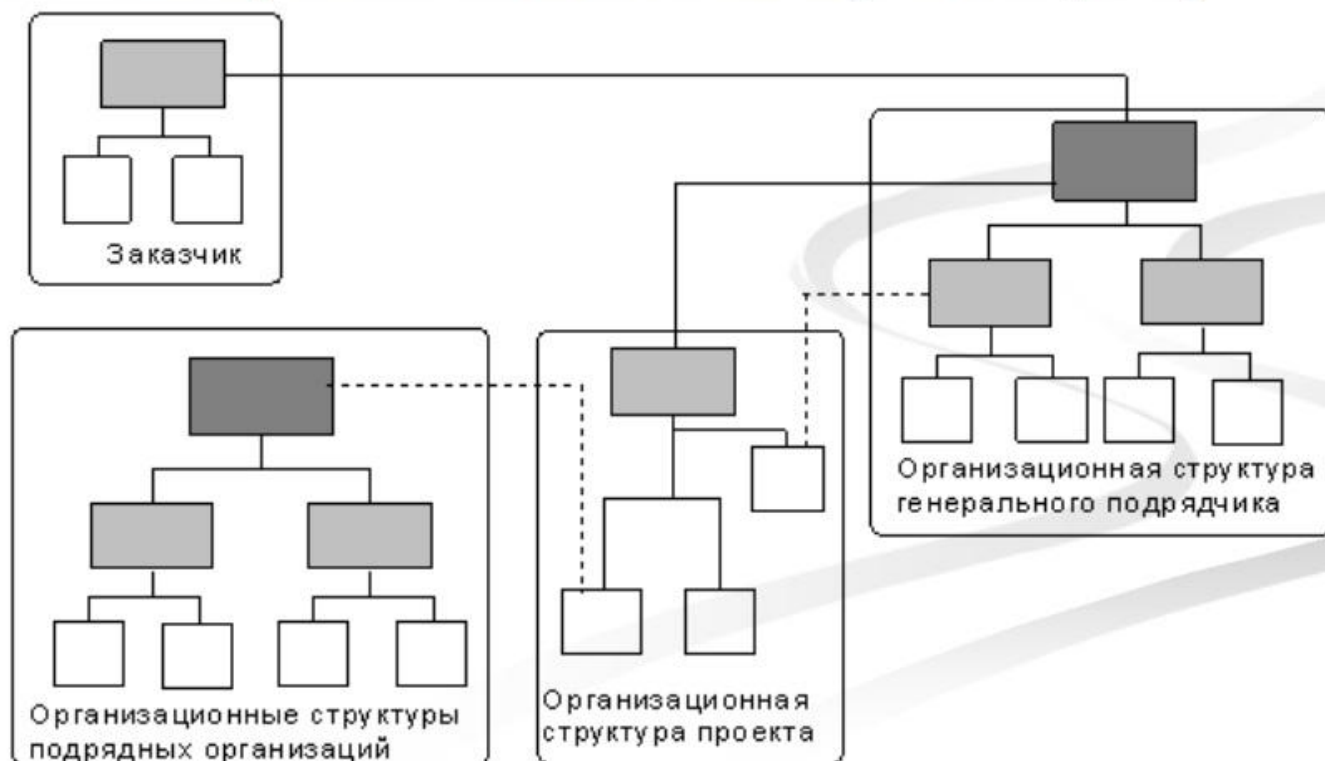 Заказчик
Организационная структура
генерального подрядчика
Организационные структуры
подрядных организаций
Организационная
структура проекта